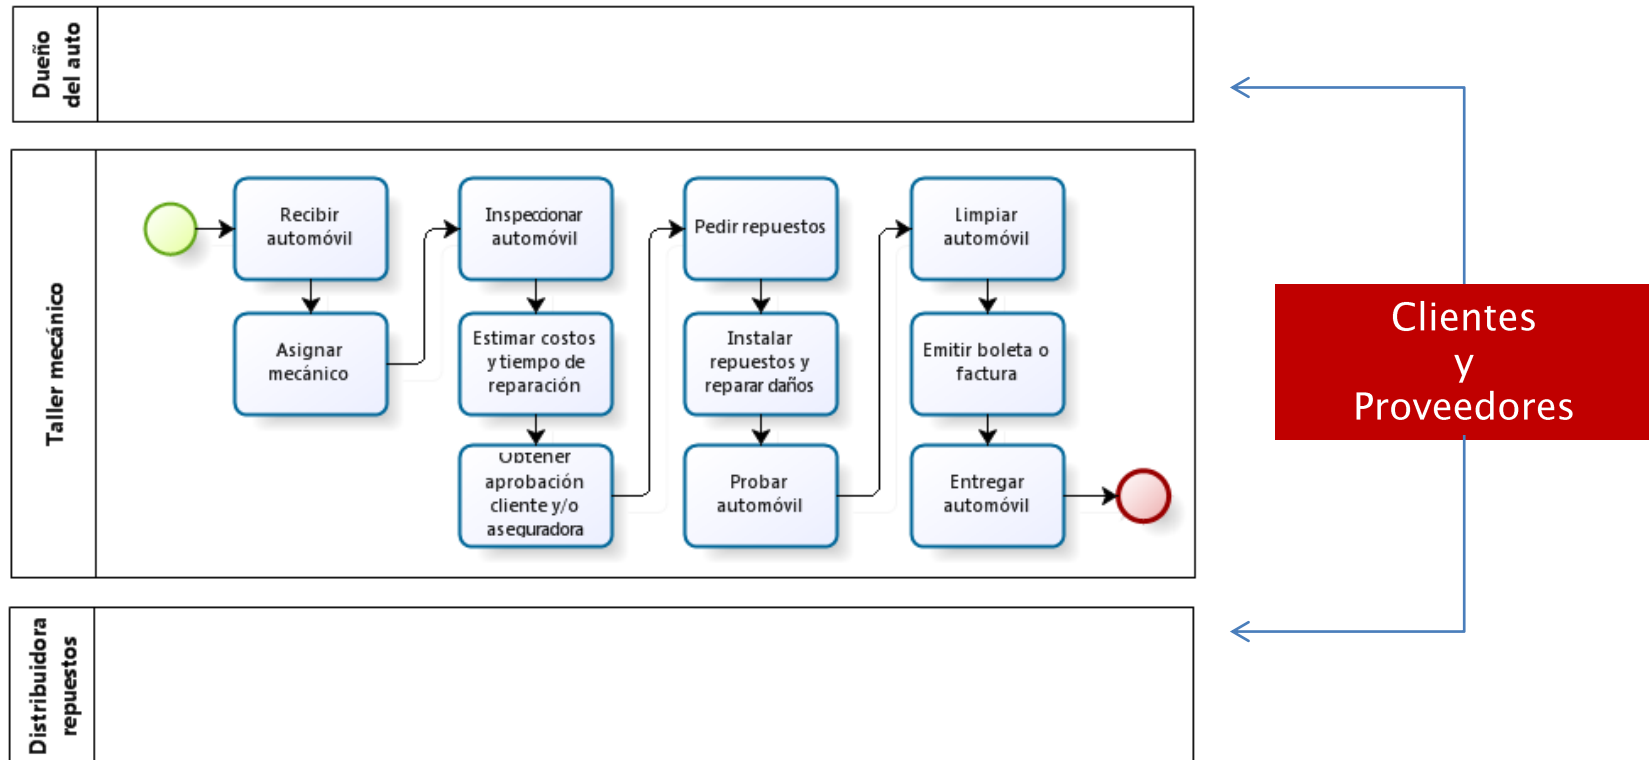 Dueño
del auto
Taller mecánico
Recibir
automóvil
Asignar
mecánico
Inspeccionar
automóvil
Estimar costos
y tiempo de
reparación
Obtener
aprobación
cliente y/o
aseguradora
Pedir repuestos
Instalar
repuestos y
reparar daños
Probar
automóvil
Limpiar
automóvil
Emitir boleta o
factura
Entregar
automóvil
Distribuidora
repuestos
Clientes
y
Proveedores